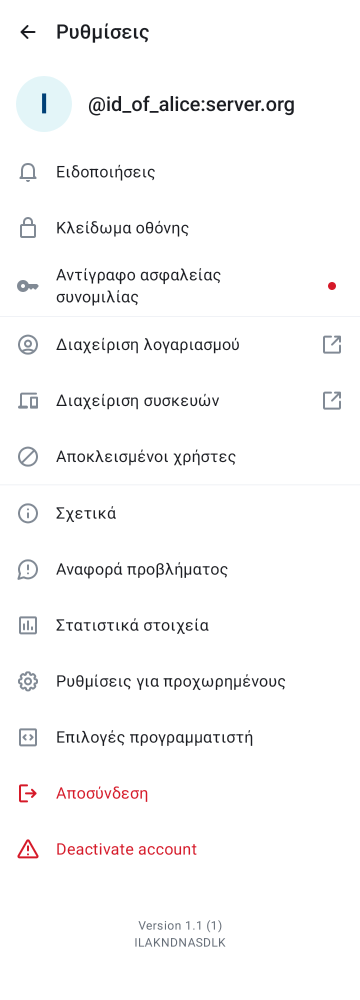 Ρυθμίσεις
I
@id_of_alice:server.org
Ειδοποιήσεις
Κλείδωμα οθόνης
Αντίγραφο ασφαλείας
συνομιλίας
Διαχείριση λογαριασμού
Διαχείριση συσκευών
Αποκλεισμένοι χρήστες
Σχετικά
Αναφορά προβλήματος
Στατιστικά στοιχεία
Ρυθμίσεις για προχωρημένους
Επιλογές προγραμματιστή
Αποσύνδεση
Deactivate account
Version 1.1 (1)
ILAKNDNASDLK